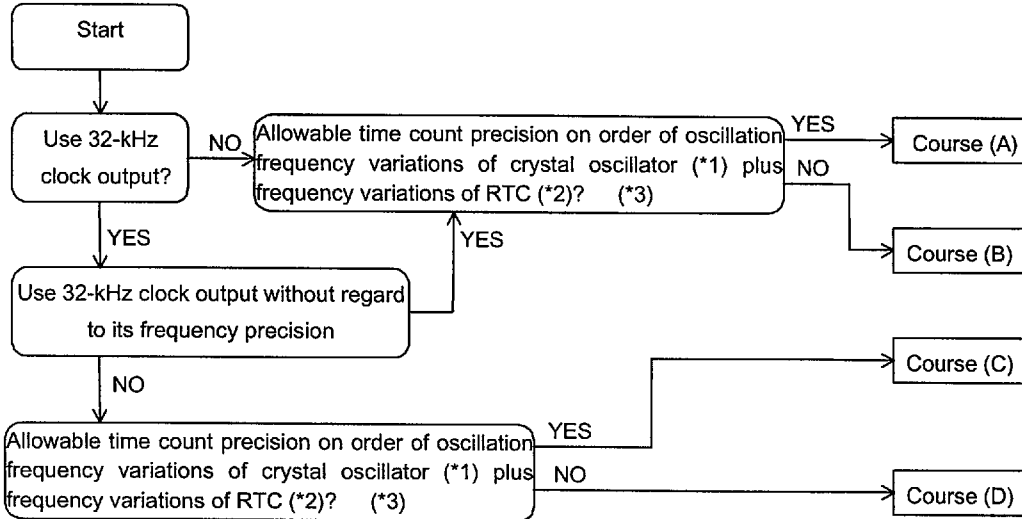 Start
Use 32-kHz
clock output?
NO
Allowable time count precision on order of oscillation
frequency variations of crystal oscillator (*1) plus
frequency variations of RTC (*2)? (*3)
YES
Course (A)
NO
Course (B)
YES
YES
Use 32-kHz clock output without regard
to its frequency precision
NO
Course (C)
Allowable time count precision on order of oscillation
frequency variations of crystal oscillator (*1) plus
frequency variations of RTC (*2)? (*3)
YES
NO
Course (D)